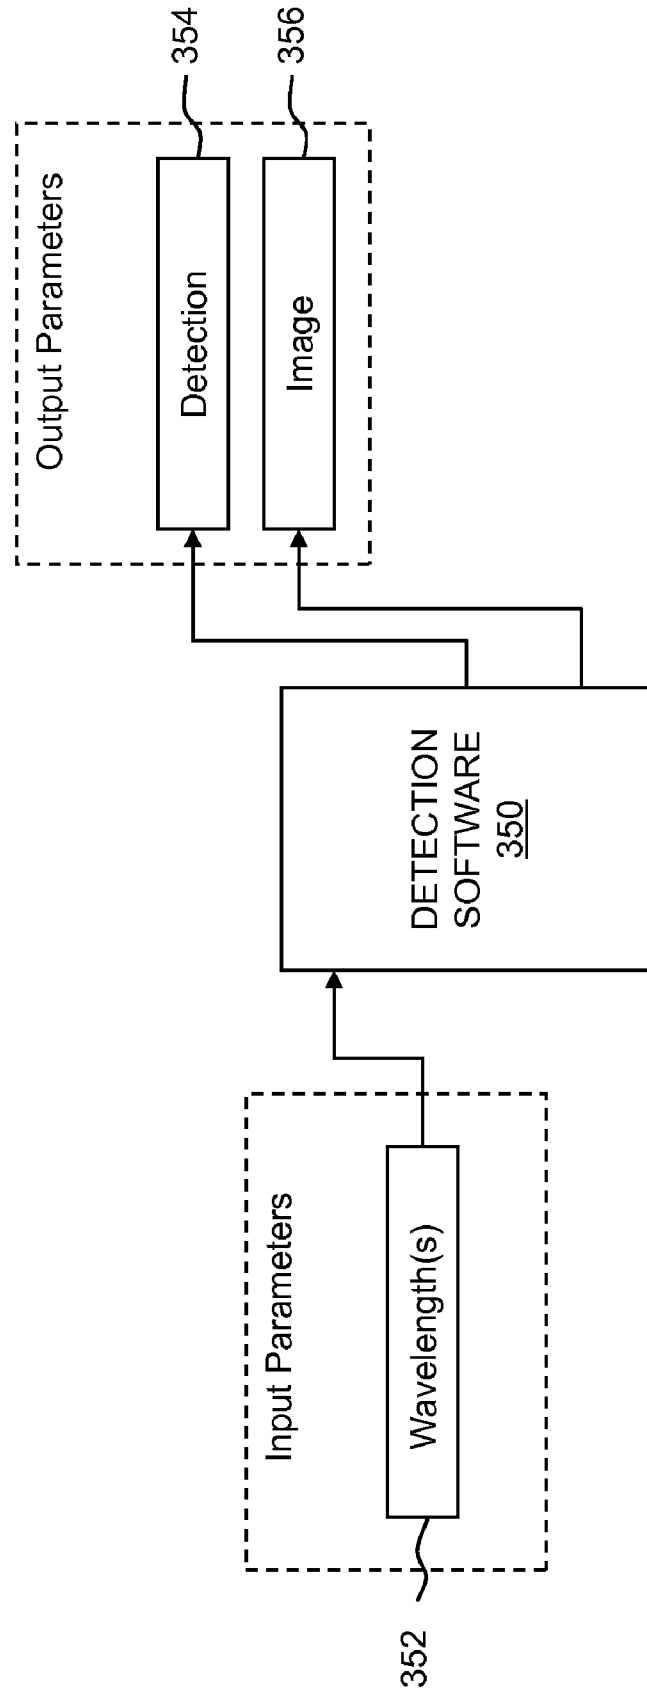 Input Parameters
Wavelength(s)
352
DETECTION
SOFTWARE
350
Output Parameters
Detection
354
Image
356